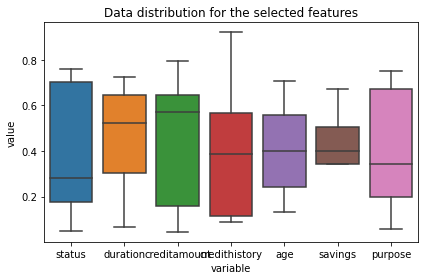 Data distribution for the selected features
value
0.8
0.6
0.4
0.2
status duration creditamount credithistory age savings purpose
variable